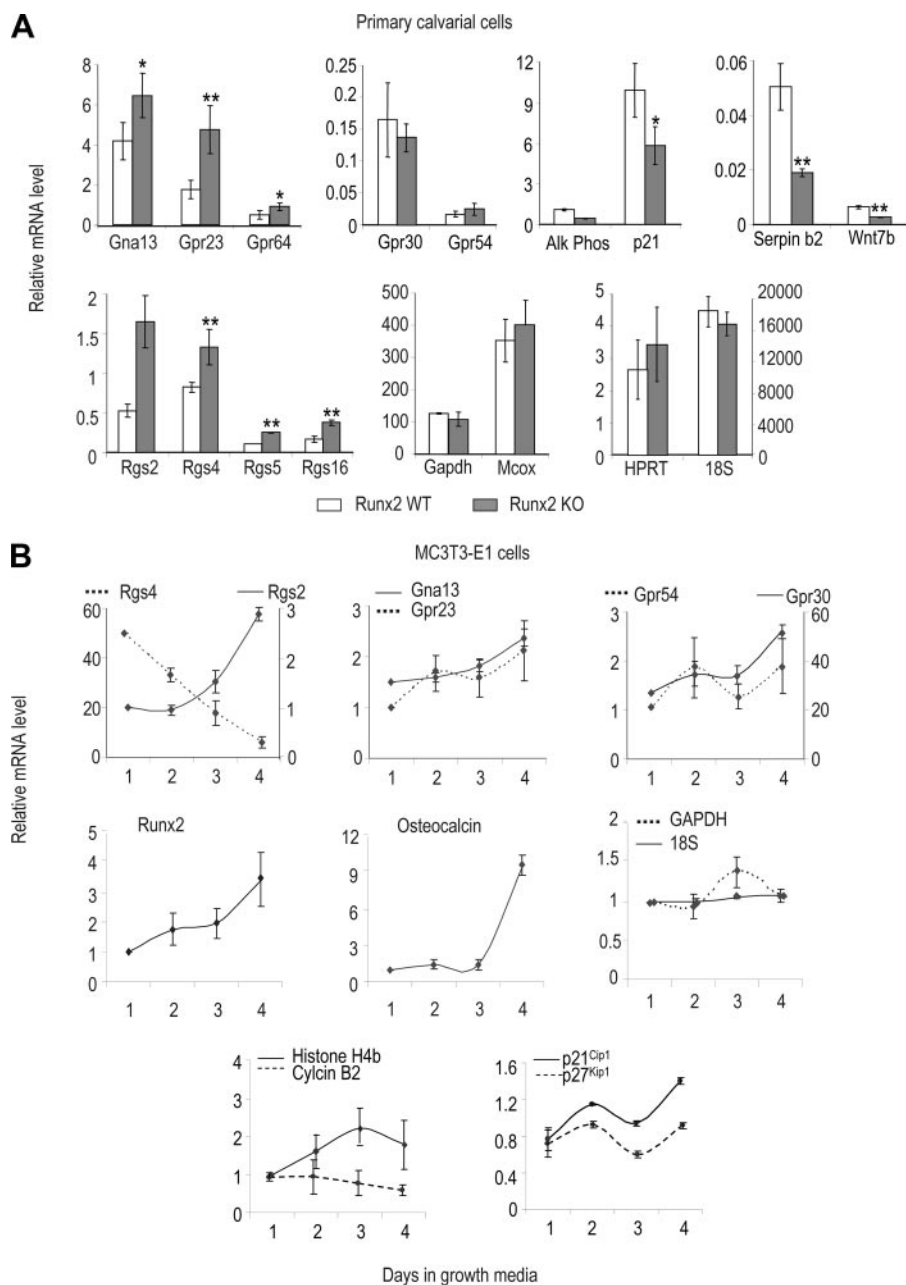 A
Primary calvarial cells
Relative mRNA level
8
6
4
2
0
*
**
*
Gna13 Gpr23 Gpr64
0.25
0.2
0.15
0.1
0.05
0
Gpr30 Gpr54
12
9
6
3
0
*
Alk Phos p21
0.06
0.04
0.02
0
**
**
Serpin b2 Wnt7b
2
1.5
1
0.5
0
**
**
**
Rgs2 Rgs4 Rgs5 Rgs16
500
400
300
200
100
0
Gapdh Mcox
5
4
3
2
1
0
20000
16000
12000
8000
4000
0
HPRT 18S
Runx2 WT Runx2 KO
B
MC3T3-E1 cells
Relative mRNA level
Rgs4 Rgs2
60
40
20
0
3
2
1
0
1 2 3 4
Gna13
Gpr23
3
2
1
0
1 2 3 4
Gpr54 Gpr30
3
2
1
0
60
40
20
0
1 2 3 4
Runx2
5
4
3
2
1
0
1 2 3 4
Osteocalcin
12
9
6
3
0
1 2 3 4
GAPDH
18S
2
1.5
1
0.5
0
1 2 3 4
Histone H4b
Cylcin B2
4
3
2
1
0
1 2 3 4
p21Cip1
p27Kip1
1.6
1.2
0.8
0.4
0
1 2 3 4
Days in growth media